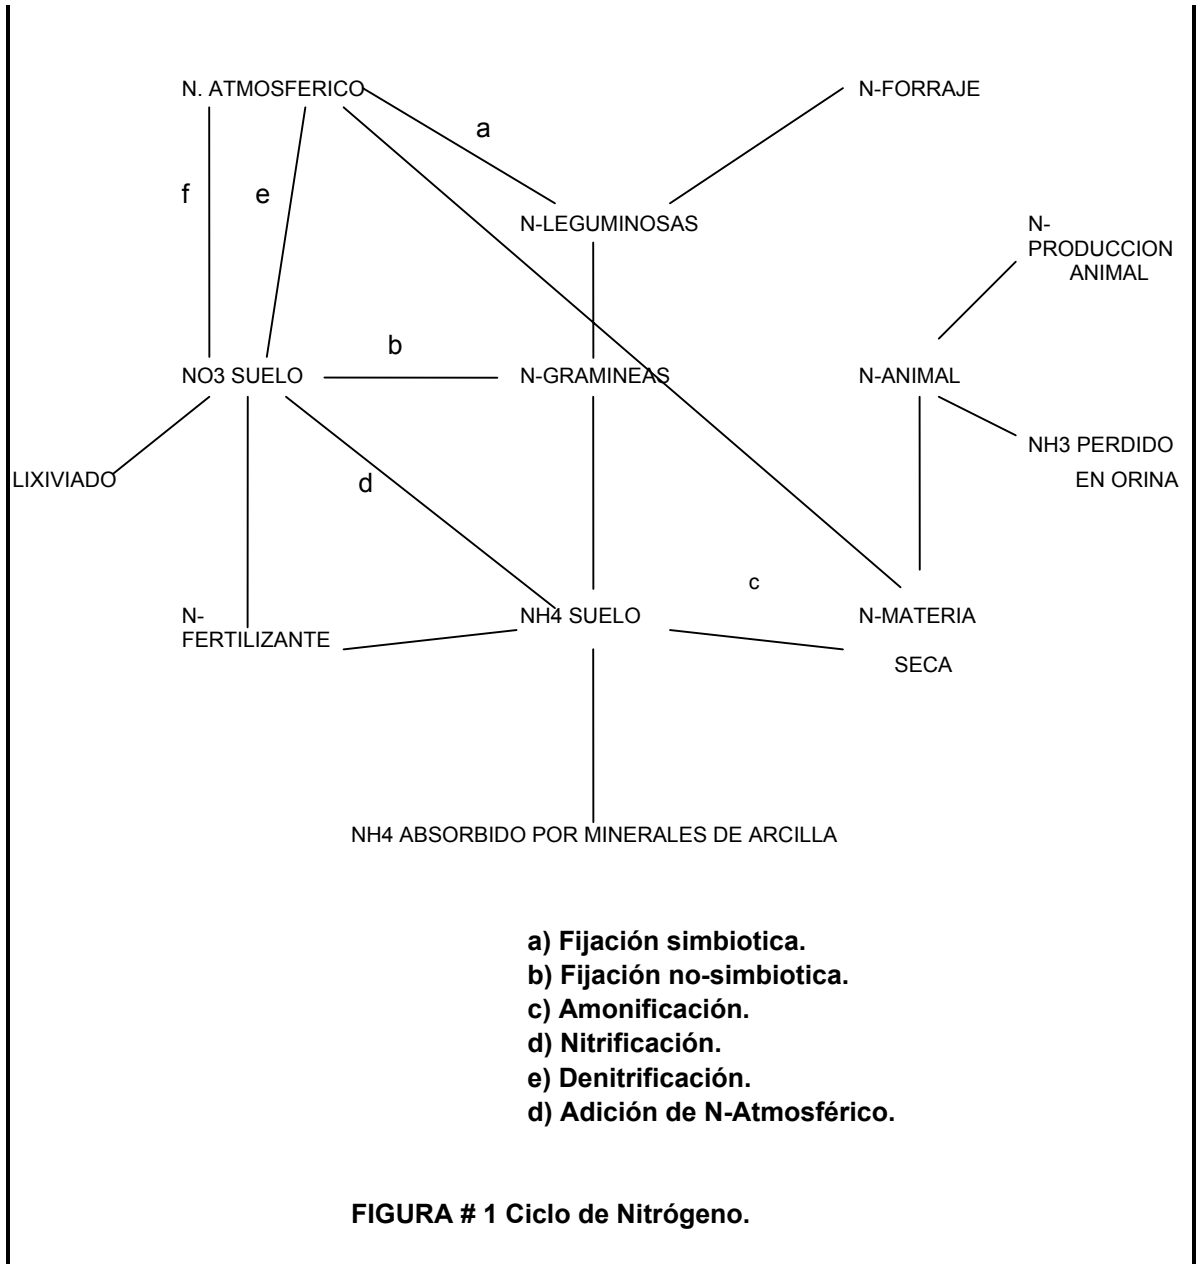 N. ATMOSFERICO
N-FORRAJE
a
f
e
N-LEGUMINOSAS
N-
PRODUCCION
ANIMAL
b
NO3 SUELO
N-GRAMINEAS
N-ANIMAL
NH3 PERDIDO
EN ORINA
LIXIVIADO
d
c
N-
FERTILIZANTE
NH4 SUELO
N-MATERIA
SECA
NH4 ABSORBIDO POR MINERALES DE ARCILLA
a) Fijación simbiotica.
b) Fijación no-simbiotica.
c) Amonificación.
d) Nitrificación.
e) Denitrificación.
d) Adición de N-Atmosférico.
FIGURA # 1 Ciclo de Nitrógeno.